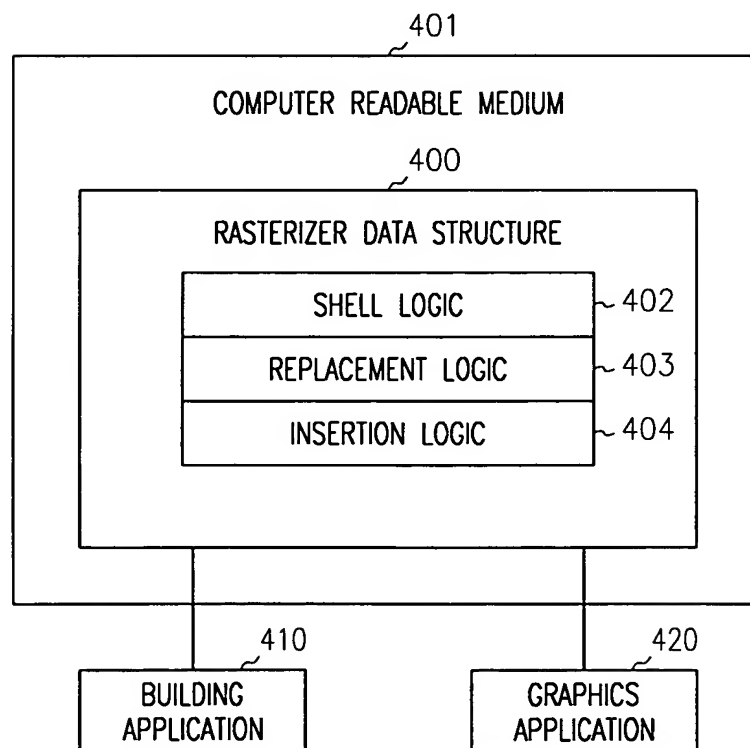 401
COMPUTER READABLE MEDIUM
400
RASTERIZER DATA STRUCTURE
SHELL LOGIC
402
REPLACEMENT LOGIC
403
INSERTION LOGIC
404
410
420
BUILDING
APPLICATION
GRAPHICS
APPLICATION